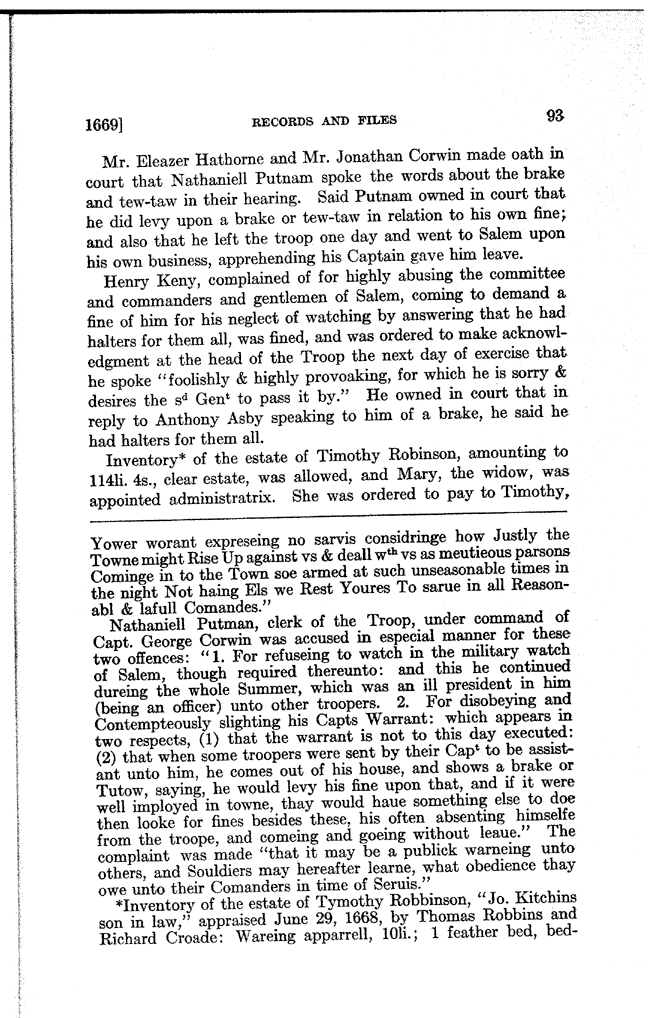 1669]
RECORDS AND FILES
93
Mr. Eleazer Hathorne and Mr. Jonathan Corwin made oath in
court that Nathaniell Putnam spoke the words about the brake
and tew-taw in their hearing. Said Putnam owned in court that
he did levy upon a brake or tew-taw in relation to his own fine;
and also that he left the troop one day and went to Salem upon
his own business, apprehending his Captain gave him leave.
Henry Keny, complained of for highly abusing the committee
and commanders and gentlemen of Salem, coming to demand a
fine of him for his neglect of watching by answering that he had
halters for them all, was fined, and was ordered to make acknowl-
edgment at the head of the Troop the next day of exercise that
he spoke "foolishly & highly provoaking, for which he is sorry &
desires the sᵈ Genᵗ to pass it by." He owned in court that in
reply to Anthony Asby speaking to him of a brake, he said he
had halters for them all.
Inventory* of the estate of Timothy Robinson, amounting to
114li. 4s., clear estate, was allowed, and Mary, the widow, was
appointed administratrix. She was ordered to pay to Timothy,
Yower worant expreseing no sarvis considringe how Justly the
Towne might Rise Up against vs & deall wᵗʰ vs as meutieous parsons
Cominge in to the Town soe armed at such unseasonable times in
the night Not haing Els we Rest Youres To sarue in all Reason-
abl & lafull Comandes."
Nathaniell Putman, clerk of the Troop, under command of
Capt. George Corwin was accused in especial manner for these
two offences: "1. For refuseing to watch in the military watch
of Salem, though required thereunto: and this he continued
dureing the whole Summer, which was an ill president in him
(being an officer) unto other troopers. 2. For disobeying and
Contempteously slighting his Capts Warrant: which appears in
two respects, (1) that the warrant is not to this day executed:
(2) that when some troopers were sent by their Capᵗ to be assist-
ant unto him, he comes out of his house, and shows a brake or
Tutow, saying, he would levy his fine upon that, and if it were
well imployed in towne, thay would haue something else to doe
then looke for fines besides these, his often absenting himselfe
from the troope, and comeing and goeing without leaue." The
complaint was made "that it may be a publick warneing unto
others, and Souldiers may hereafter learne, what obedience thay
owe unto their Comanders in time of Seruis."
*Inventory of the estate of Tymothy Robbinson, "Jo. Kitchins
son in law," appraised June 29, 1668, by Thomas Robbins and
Richard Croade: Wareing apparrell, 10li.; 1 feather bed, bed-